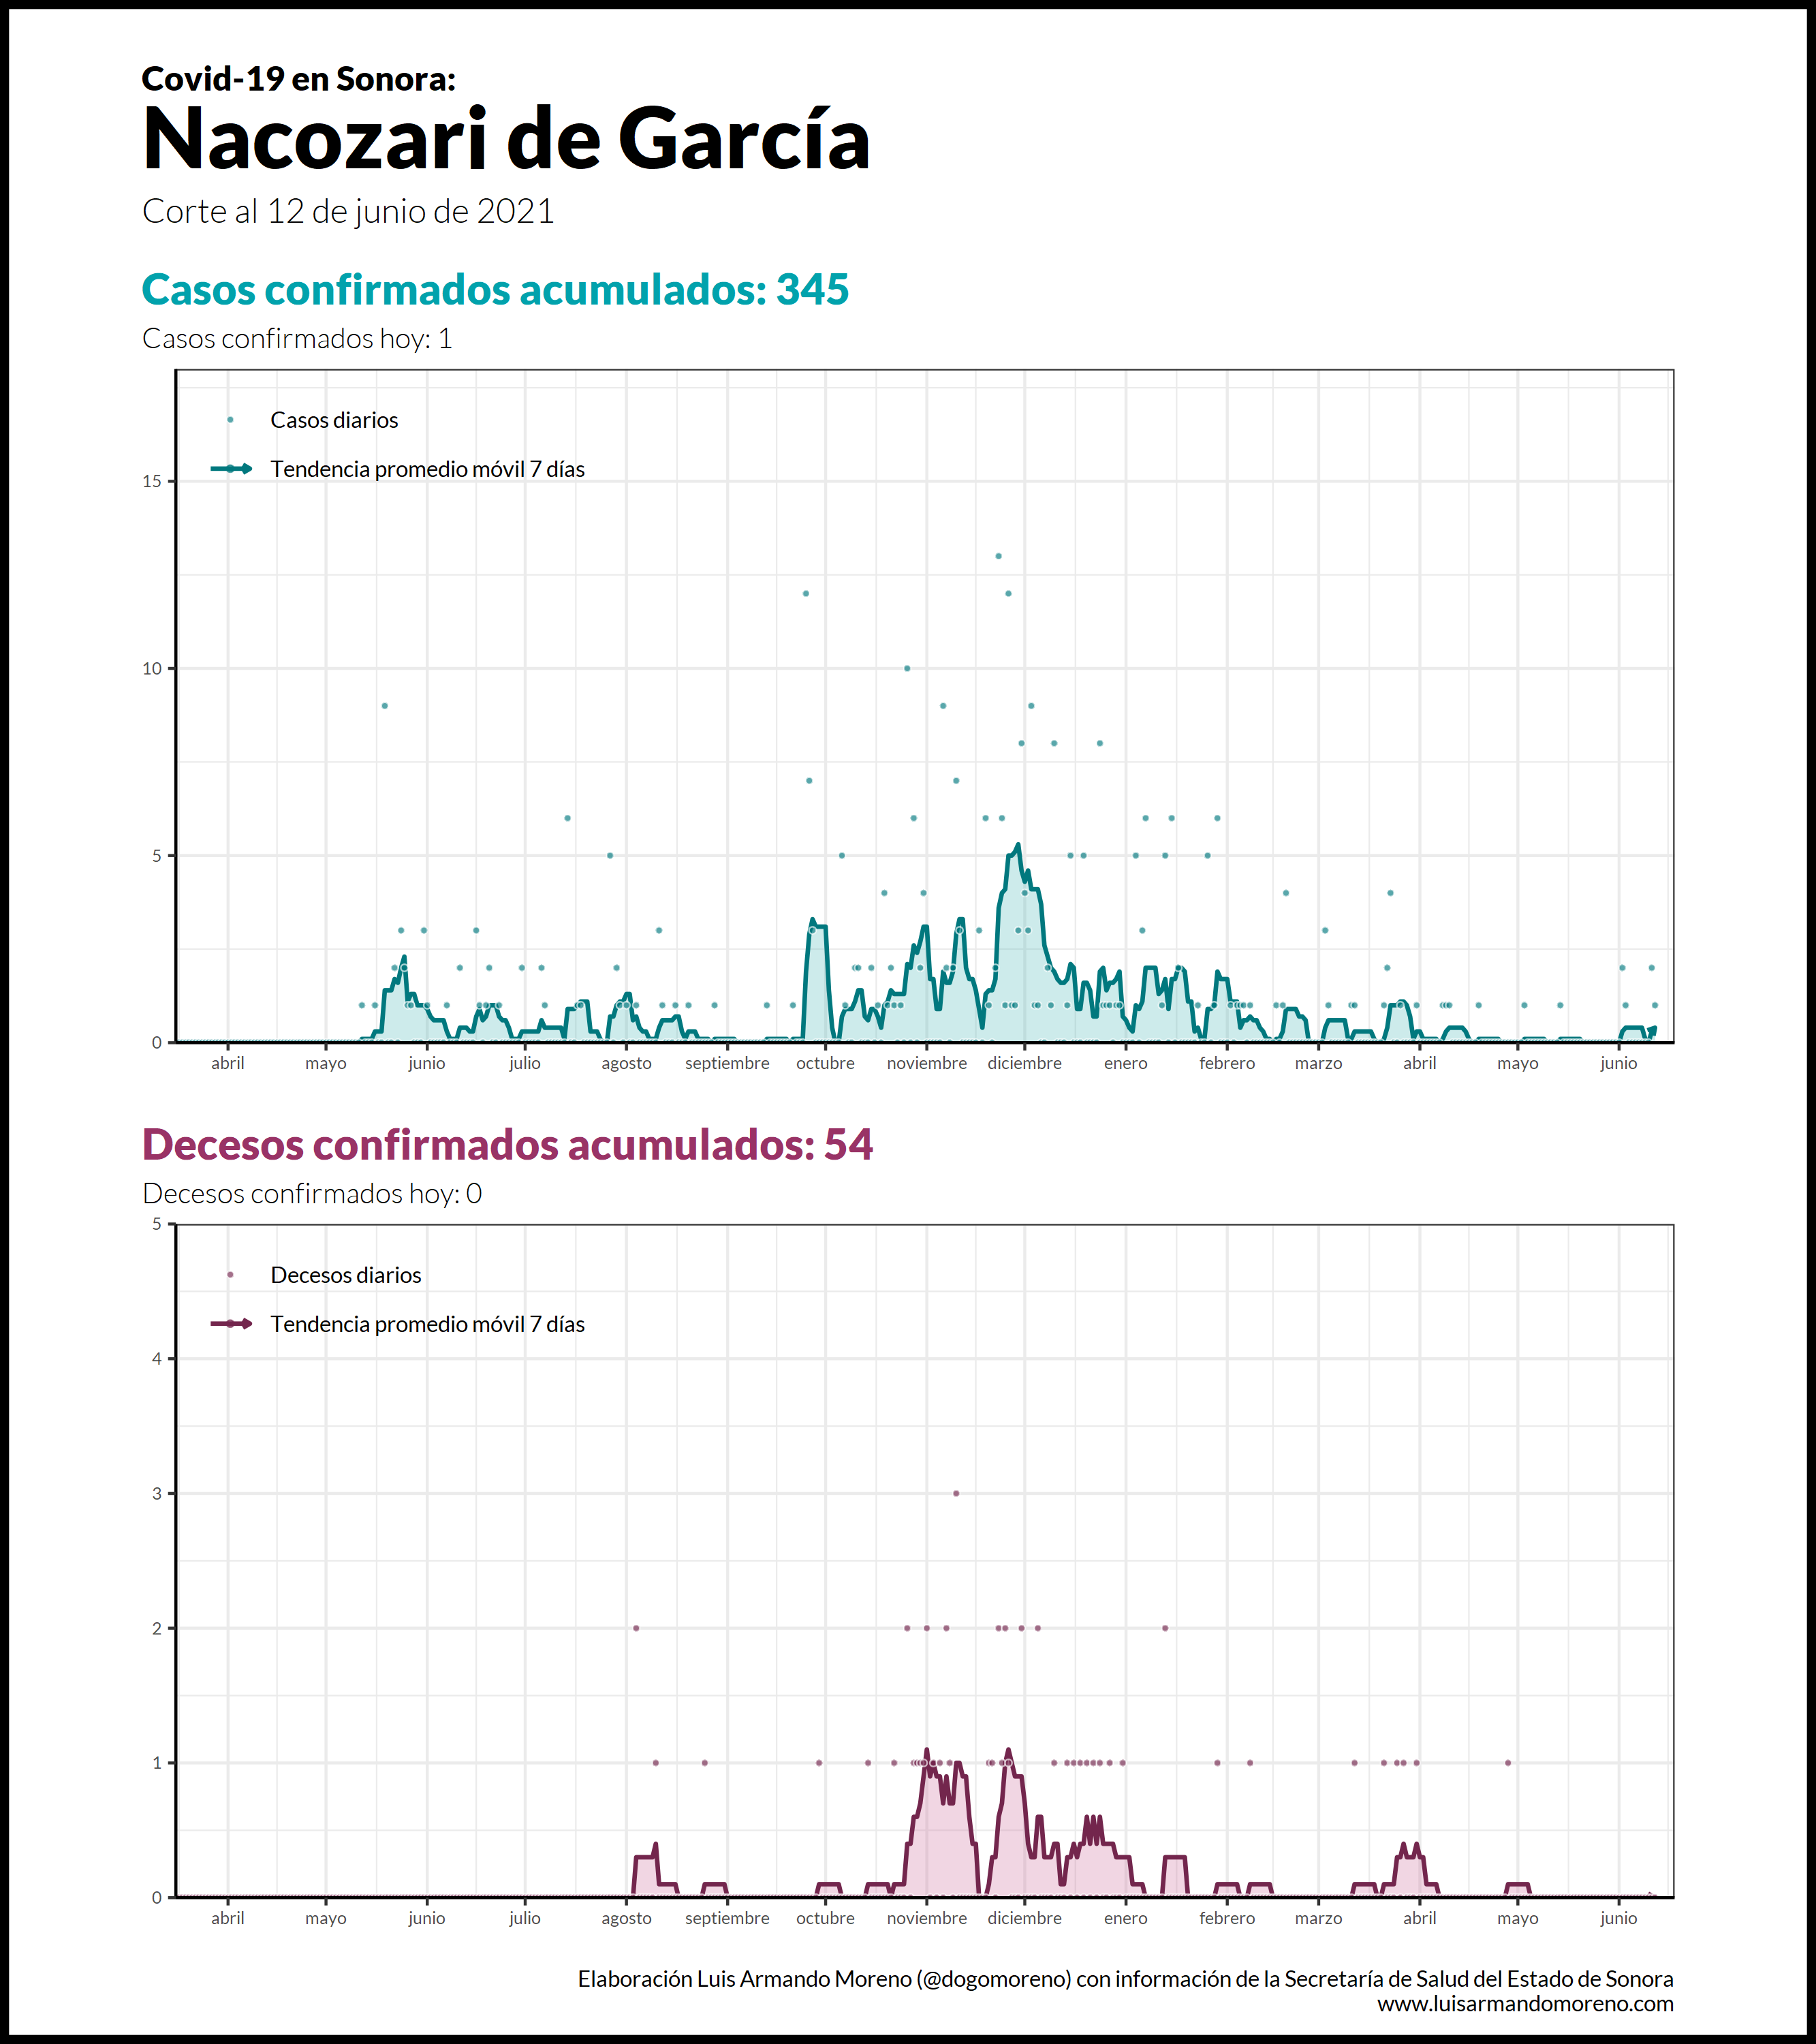 Covid-19 en Sonora:
Nacozari de García
Corte al 12 de junio de 2021
Casos confirmados acumulados: 345
Casos confirmados hoy: 1
Casos diarios
Tendencia promedio móvil 7 días
15
10
5
0
abril mayo junio julio agosto septiembre octubre noviembre diciembre enero febrero marzo abril mayo junio
Decesos confirmados acumulados: 54
Decesos confirmados hoy: 0
5
Decesos diarios
Tendencia promedio móvil 7 días
4
3
2
1
0
abril mayo junio julio agosto septiembre octubre noviembre diciembre enero febrero marzo abril mayo junio
Elaboración Luis Armando Moreno (@dogomoreno) con información de la Secretaría de Salud del Estado de Sonora
www.luisarmandomoreno.com